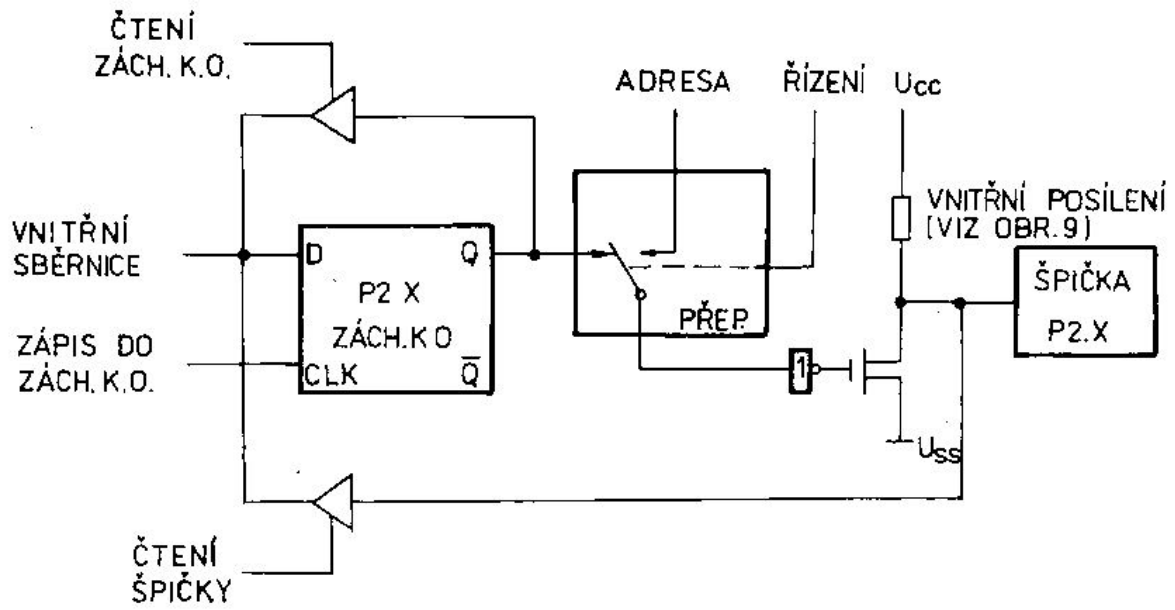 ČTENÍ
ZÁCH. K.O.
ADRESA
ŘÍZENÍ
Ucc
VNITŘNÍ POSÍLENÍ
(VIZ OBR. 9)
VNITŘNÍ
SBĚRNICE
D
Q
P2 X
ZÁCH. K O
CLK
Q̅
PŘEP.
ŠPIČKA
P2.X
ZÁPIS DO
ZÁCH. K.O.
1
Uss
ČTENÍ
ŠPIČKY